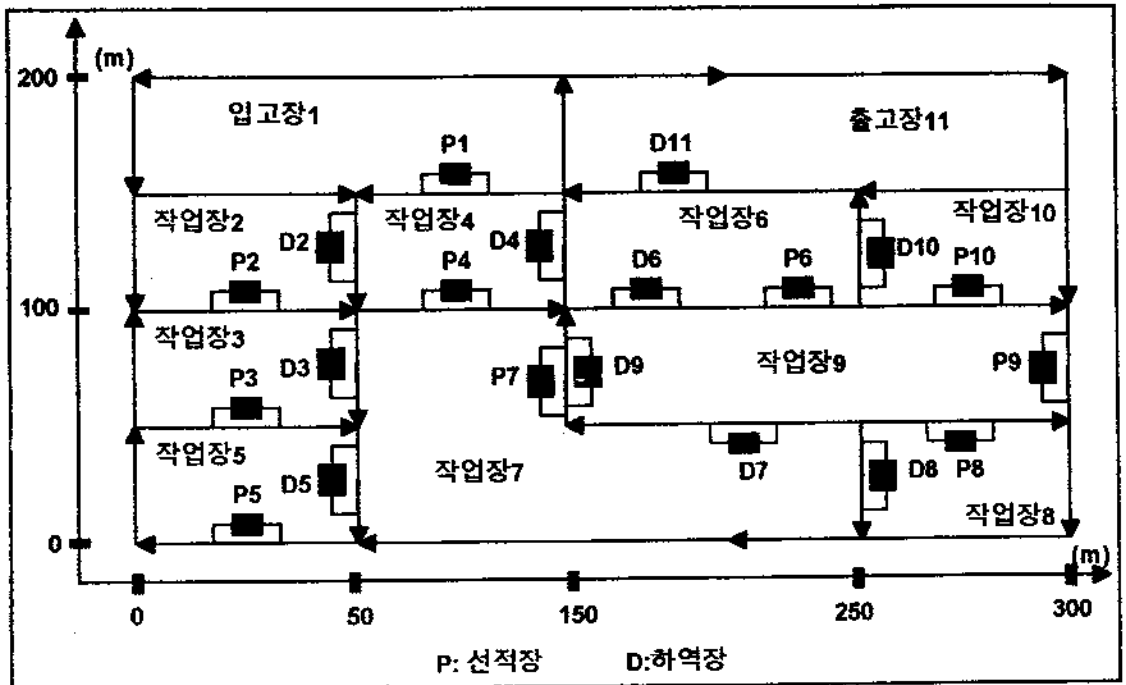 (m)
200
입고장1
출고장11
P1
D11
작업장2
D2
작업장4
D4
작업장6
작업장10
D10
P2
P4
D6
P6
P10
100
작업장3
D3
P3
P7
D9
작업장9
P9
작업장5
D5
작업장7
D7
D8
P8
P5
작업장8
0
(m)
0
50
150
250
300
P: 선적장 D:하역장